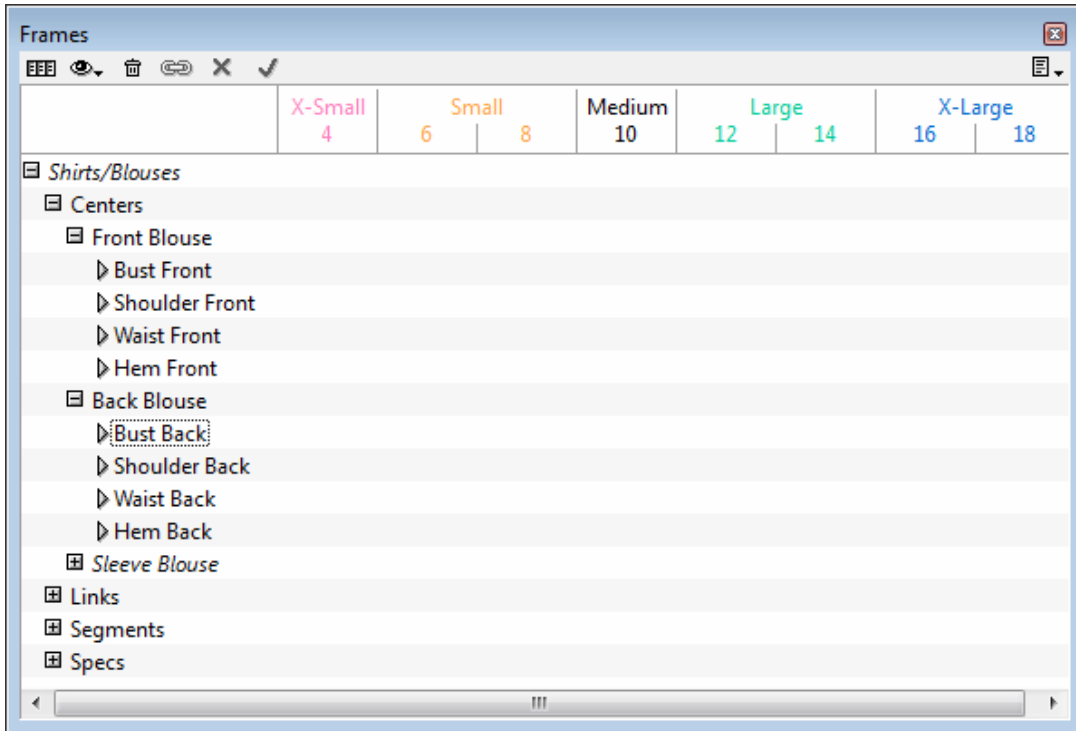 Frames
X-Small Small Medium Large X-Large
4 6 8 10 12 14 16 18
Shirts/Blouses
Centers
Front Blouse
Bust Front
Shoulder Front
Waist Front
Hem Front
Back Blouse
Bust Back
Shoulder Back
Waist Back
Hem Back
Sleeve Blouse
Links
Segments
Specs